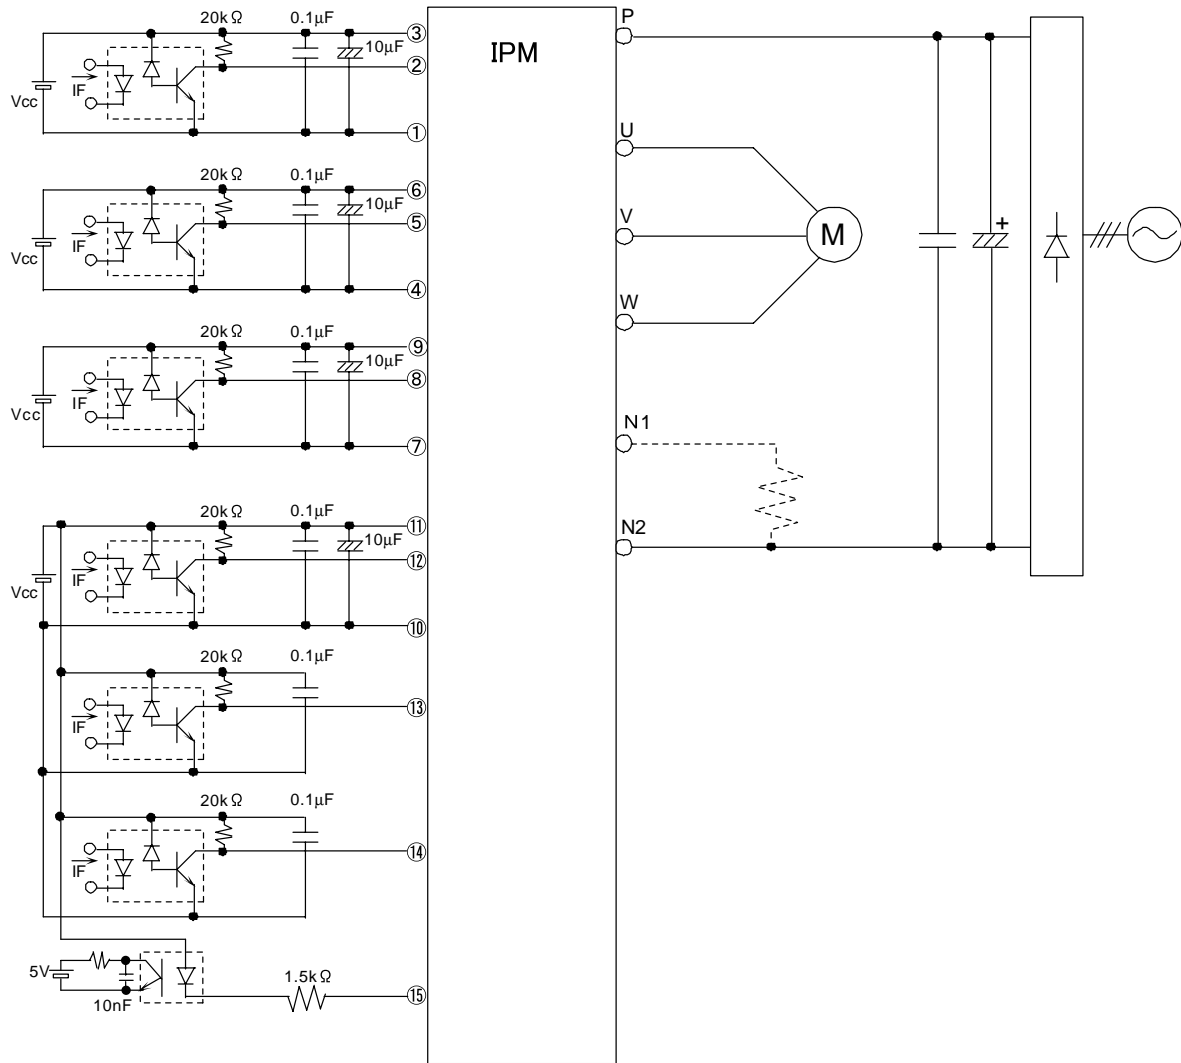 20kΩ 0.1μF ③ P
10μF IPM
②
IF
Vcc
①
U
20kΩ 0.1μF ⑥
10μF
⑤ V
IF M +
Vcc
④
W
20kΩ 0.1μF ⑨
10μF
⑧
IF
Vcc
⑦
N1
20kΩ 0.1μF ⑪ N2
10μF
⑫
IF
Vcc
⑩
20kΩ 0.1μF
⑬
IF
20kΩ 0.1μF
⑭
IF
5V
1.5kΩ
⑮
10nF